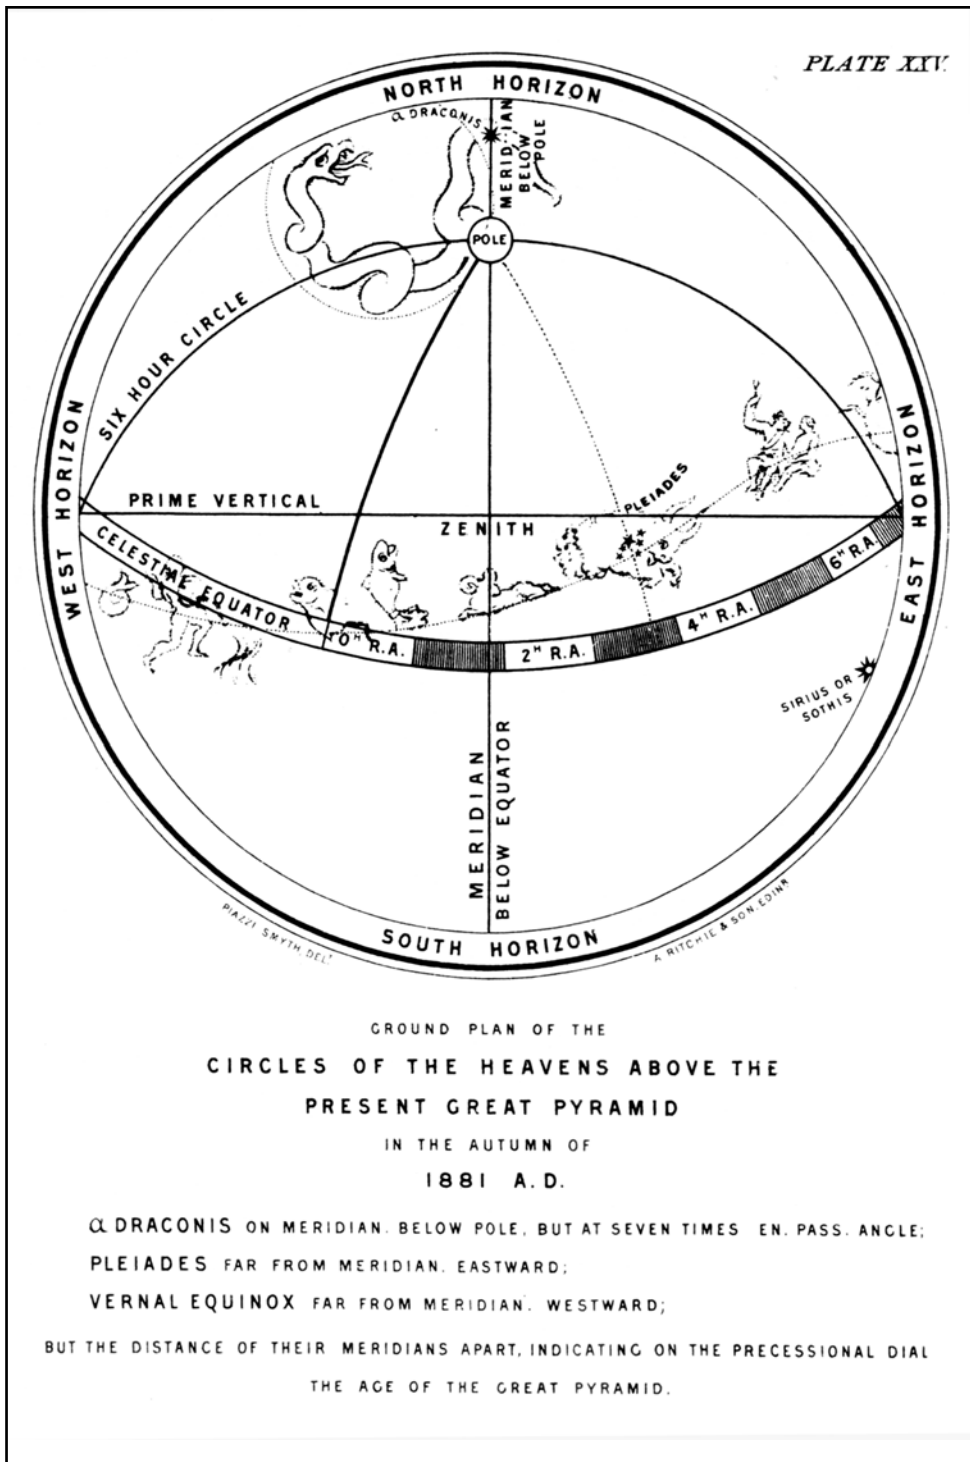 PLATE XXV.
NORTH HORIZON
α DRACONIS
MERIDIAN
BELOW
POLE
POLE
SIX HOUR CIRCLE
WEST HORIZON
EAST HORIZON
PRIME VERTICAL
ZENITH
PLEIADES
CELESTIAL EQUATOR
0ᴴ R.A.
2ᴴ R.A.
4ᴴ R.A.
6ᴴ R.A.
SIRIUS OR
SOTHIS
MERIDIAN
BELOW EQUATOR
SOUTH HORIZON
PIAZZI SMYTH, DELᵀ
A RITCHIE & SON. EDINᴿ
GROUND PLAN OF THE
CIRCLES OF THE HEAVENS ABOVE THE
PRESENT GREAT PYRAMID
IN THE AUTUMN OF
1881 A.D.
α DRACONIS ON MERIDIAN. BELOW POLE, BUT AT SEVEN TIMES EN. PASS. ANGLE;
PLEIADES FAR FROM MERIDIAN. EASTWARD;
VERNAL EQUINOX FAR FROM MERIDIAN. WESTWARD;
BUT THE DISTANCE OF THEIR MERIDIANS APART, INDICATING ON THE PRECESSIONAL DIAL
THE AGE OF THE GREAT PYRAMID.